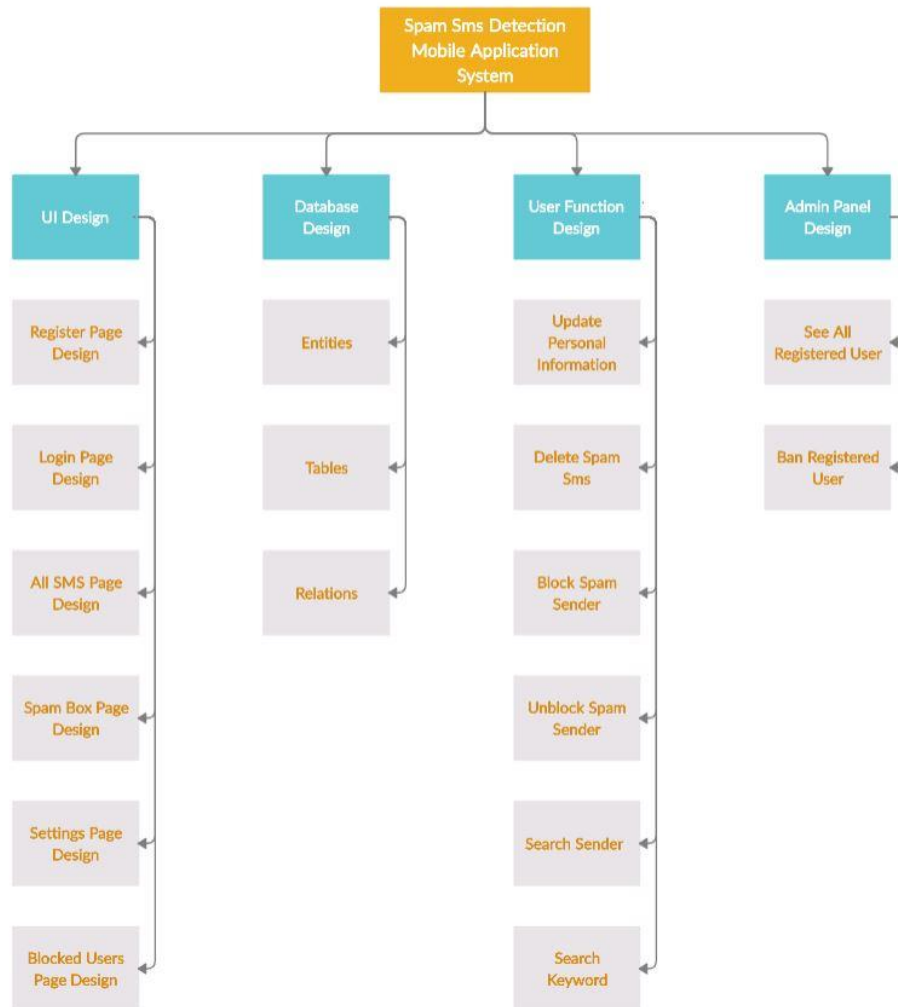 Spam Sms Detection
Mobile Application
System
UI Design
Database
Design
User Function
Design
Admin Panel
Design
Register Page
Design
Entities
Update
Personal
Information
See All
Registered User
Login Page
Design
Tables
Delete Spam
Sms
Ban Registered
User
All SMS Page
Design
Relations
Block Spam
Sender
Spam Box Page
Design
Unblock Spam
Sender
Settings Page
Design
Search Sender
Blocked Users
Page Design
Search
Keyword